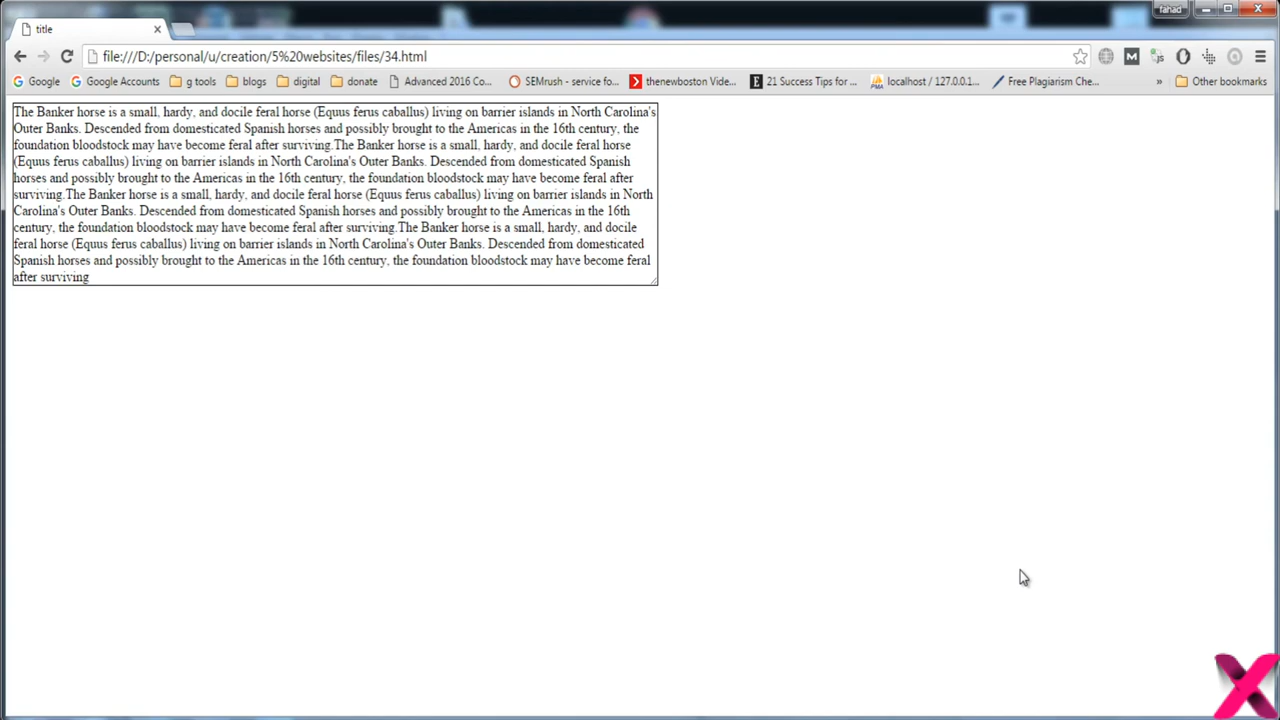 fahad
title
file:///D:/personal/u/creation/5%20websites/files/34.html
Google
Google Accounts
g tools
blogs
digital
donate
Advanced 2016 Co...
SEMrush - service fo...
thenewboston Vide...
21 Success Tips for ...
localhost / 127.0.0.1...
Free Plagiarism Che...
»
Other bookmarks
The Banker horse is a small, hardy, and docile feral horse (Equus ferus caballus) living on barrier islands in North Carolina's
Outer Banks. Descended from domesticated Spanish horses and possibly brought to the Americas in the 16th century, the
foundation bloodstock may have become feral after surviving.The Banker horse is a small, hardy, and docile feral horse
(Equus ferus caballus) living on barrier islands in North Carolina's Outer Banks. Descended from domesticated Spanish
horses and possibly brought to the Americas in the 16th century, the foundation bloodstock may have become feral after
surviving.The Banker horse is a small, hardy, and docile feral horse (Equus ferus caballus) living on barrier islands in North
Carolina's Outer Banks. Descended from domesticated Spanish horses and possibly brought to the Americas in the 16th
century, the foundation bloodstock may have become feral after surviving.The Banker horse is a small, hardy, and docile
feral horse (Equus ferus caballus) living on barrier islands in North Carolina's Outer Banks. Descended from domesticated
Spanish horses and possibly brought to the Americas in the 16th century, the foundation bloodstock may have become feral
after surviving
X